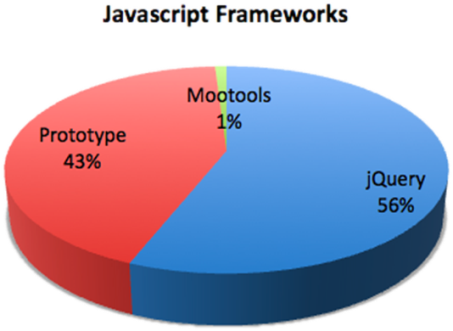 Javascript Frameworks
Mootools
1%
Prototype
43%
jQuery
56%